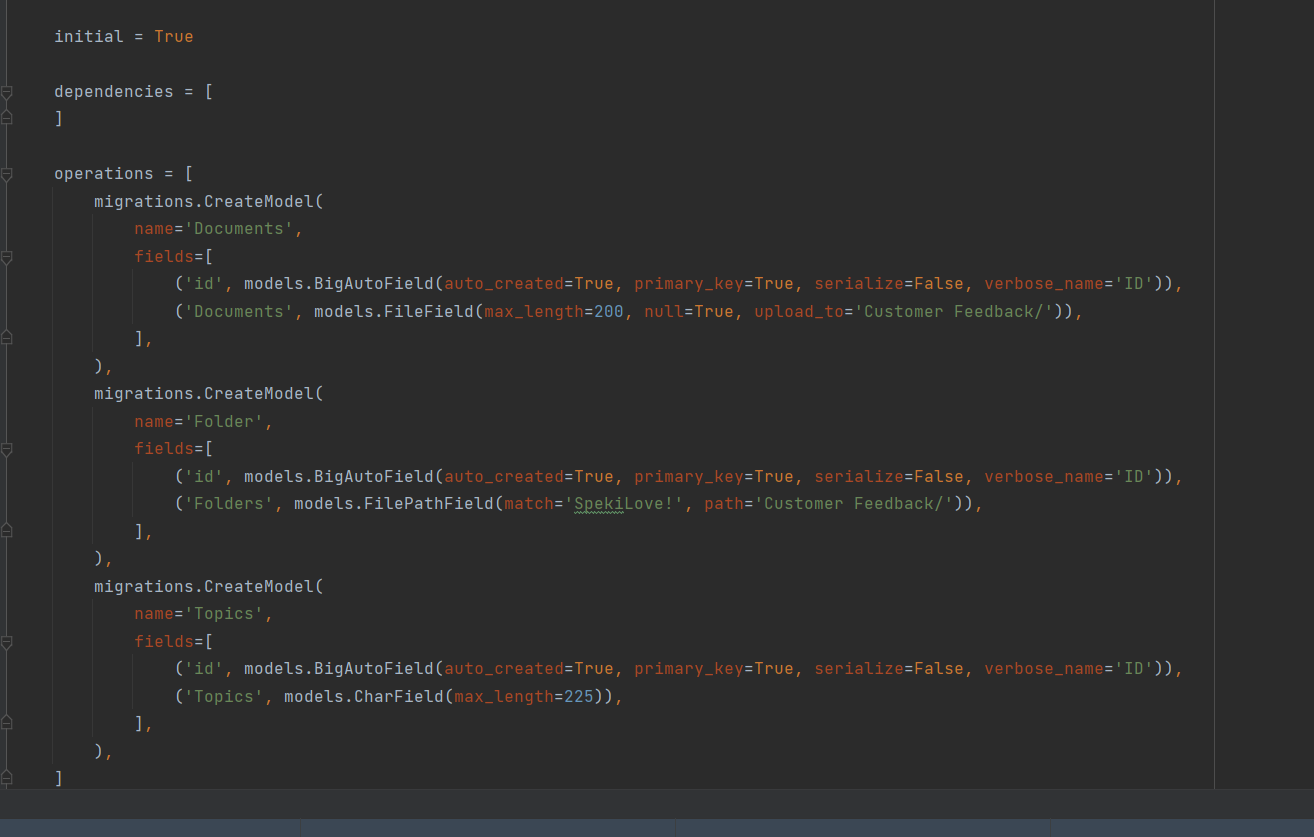 initial = True
dependencies = [
]
operations = [
migrations.CreateModel(
name='Documents',
fields=[
('id', models.BigAutoField(auto_created=True, primary_key=True, serialize=False, verbose_name='ID')),
('Documents', models.FileField(max_length=200, null=True, upload_to='Customer Feedback/')),
],
),
migrations.CreateModel(
name='Folder',
fields=[
('id', models.BigAutoField(auto_created=True, primary_key=True, serialize=False, verbose_name='ID')),
('Folders', models.FilePathField(match='SpekiLove!', path='Customer Feedback/')),
],
),
migrations.CreateModel(
name='Topics',
fields=[
('id', models.BigAutoField(auto_created=True, primary_key=True, serialize=False, verbose_name='ID')),
('Topics', models.CharField(max_length=225)),
],
),
]